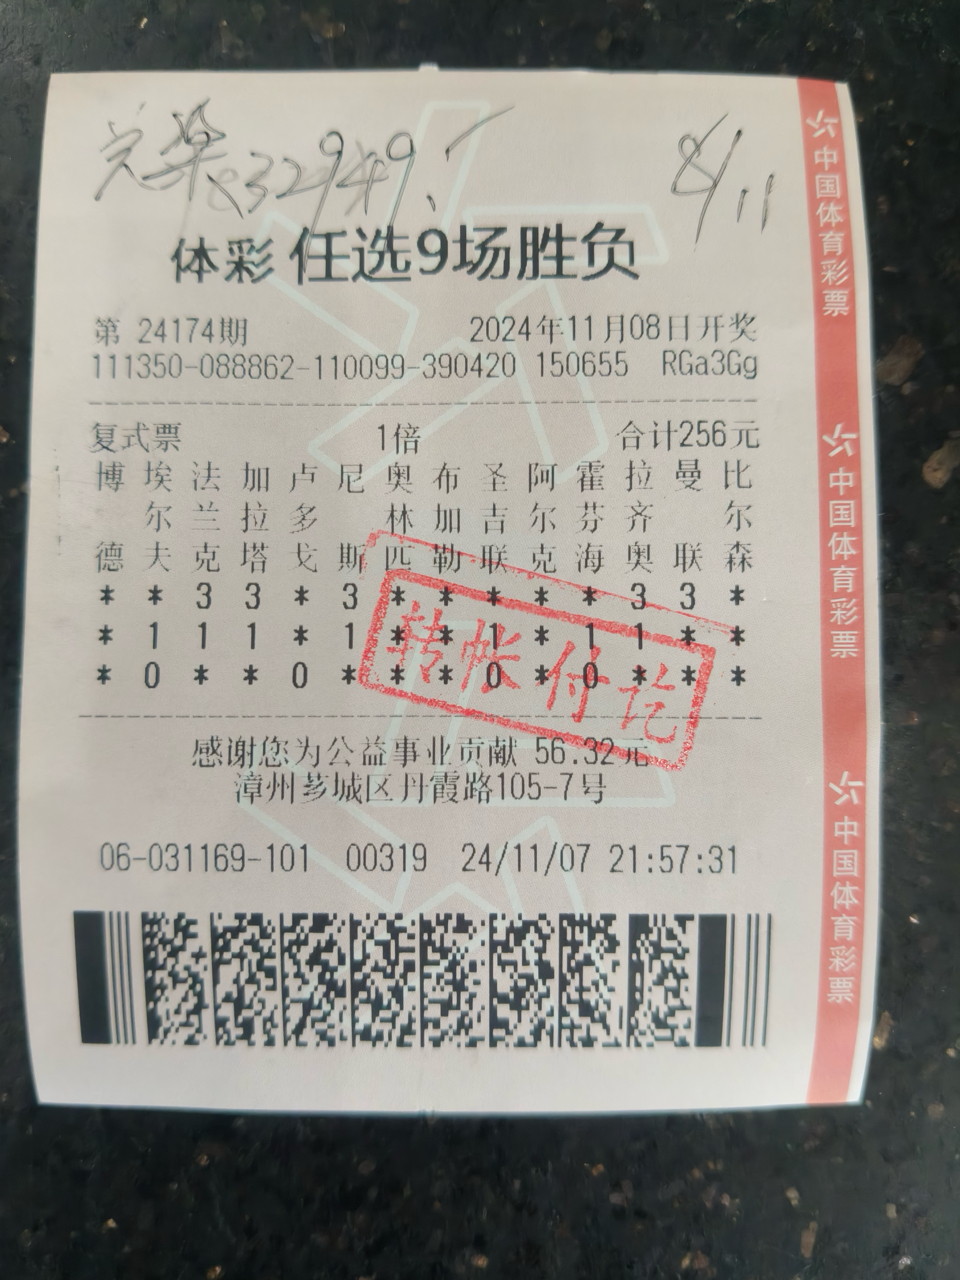 兑奖 832949.- 8/11
体彩 任选9场胜负
第 24174期 2024年11月08日开奖
111350-088862-110099-390420 150655 RGa3Gg
复式票 1倍 合计256元
博 埃 法 加 卢 尼 奥 布 圣 阿 霍 拉 曼 比
尔 兰 拉 多 林 加 吉 尔 芬 齐 尔
德 夫 克 塔 戈 斯 匹 勒 联 克 海 奥 联 森
* * 3 3 * 3 * * * * * 3 3 *
* 1 1 1 * 1 * * 1 * 1 1 * *
* 0 * * 0 * * * 0 * 0 * * *
转帐付讫
感谢您为公益事业贡献 56.32元
漳州芗城区丹霞路105-7号
06-031169-101 00319 24/11/07 21:57:31
中国体育彩票
中国体育彩票
中国体育彩票